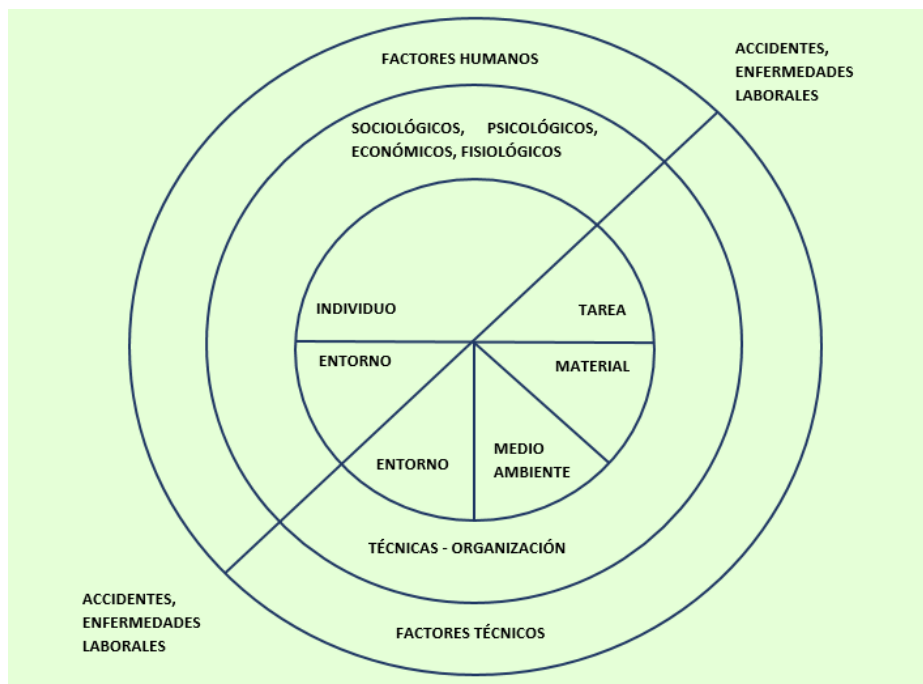 FACTORES HUMANOS
ACCIDENTES,
ENFERMEDADES
LABORALES
SOCIOLÓGICOS, PSICOLÓGICOS,
ECONÓMICOS, FISIOLÓGICOS
INDIVIDUO
TAREA
ENTORNO
MATERIAL
ENTORNO
MEDIO
AMBIENTE
TÉCNICAS - ORGANIZACIÓN
ACCIDENTES,
ENFERMEDADES
LABORALES
FACTORES TÉCNICOS